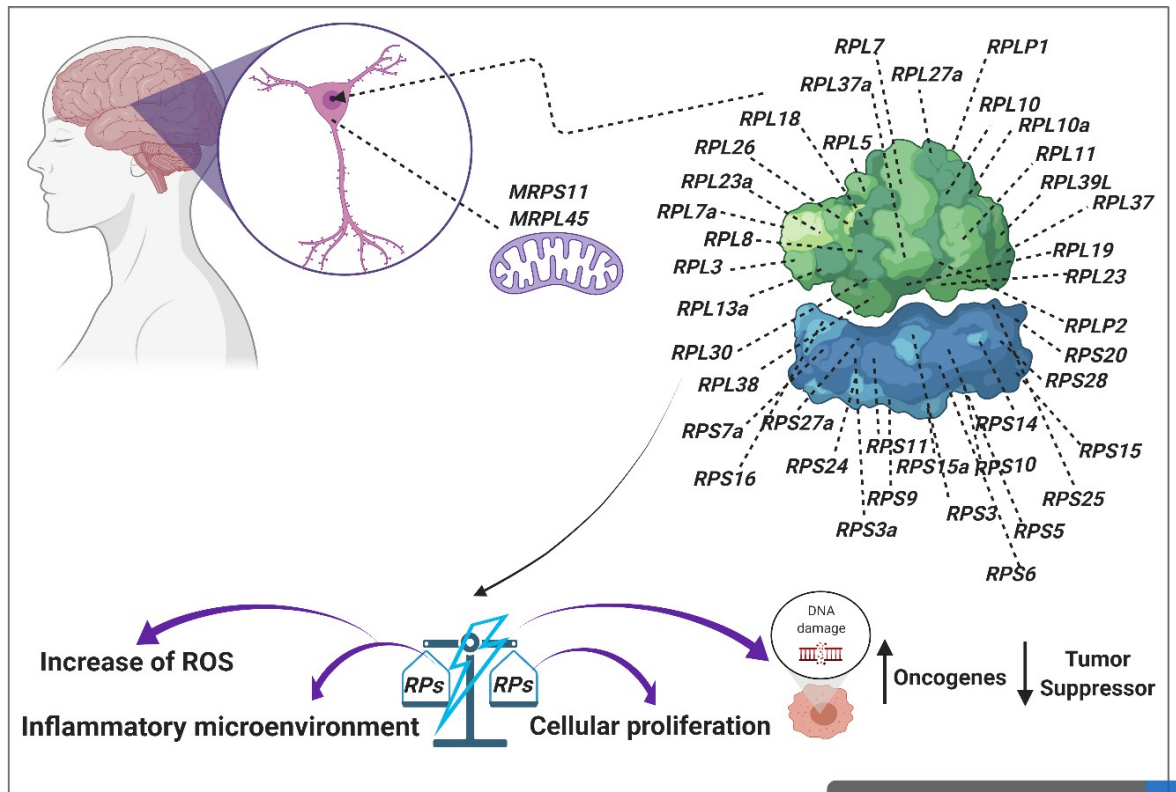 RPL7
RPLP1
RPL27a
RPL37a
RPL10
RPL10a
RPL18
RPL5
RPL26
RPL11
RPL23a
RPL39L
MRPS11
MRPL45
RPL37
RPL7a
RPL8
RPL19
RPL3
RPL23
RPL13a
RPLP2
RPL30
RPS20
RPL38
RPS28
RPS7a
RPS27a
RPS14
RPS11
RPS15
RPS24
RPS15a
RPS10
RPS16
RPS9
RPS25
RPS3
RPS3a
RPS5
RPS6
DNA
damage
Increase of ROS
RPs
RPs
Oncogenes
Tumor
Suppressor
Inflammatory microenvironment
Cellular proliferation